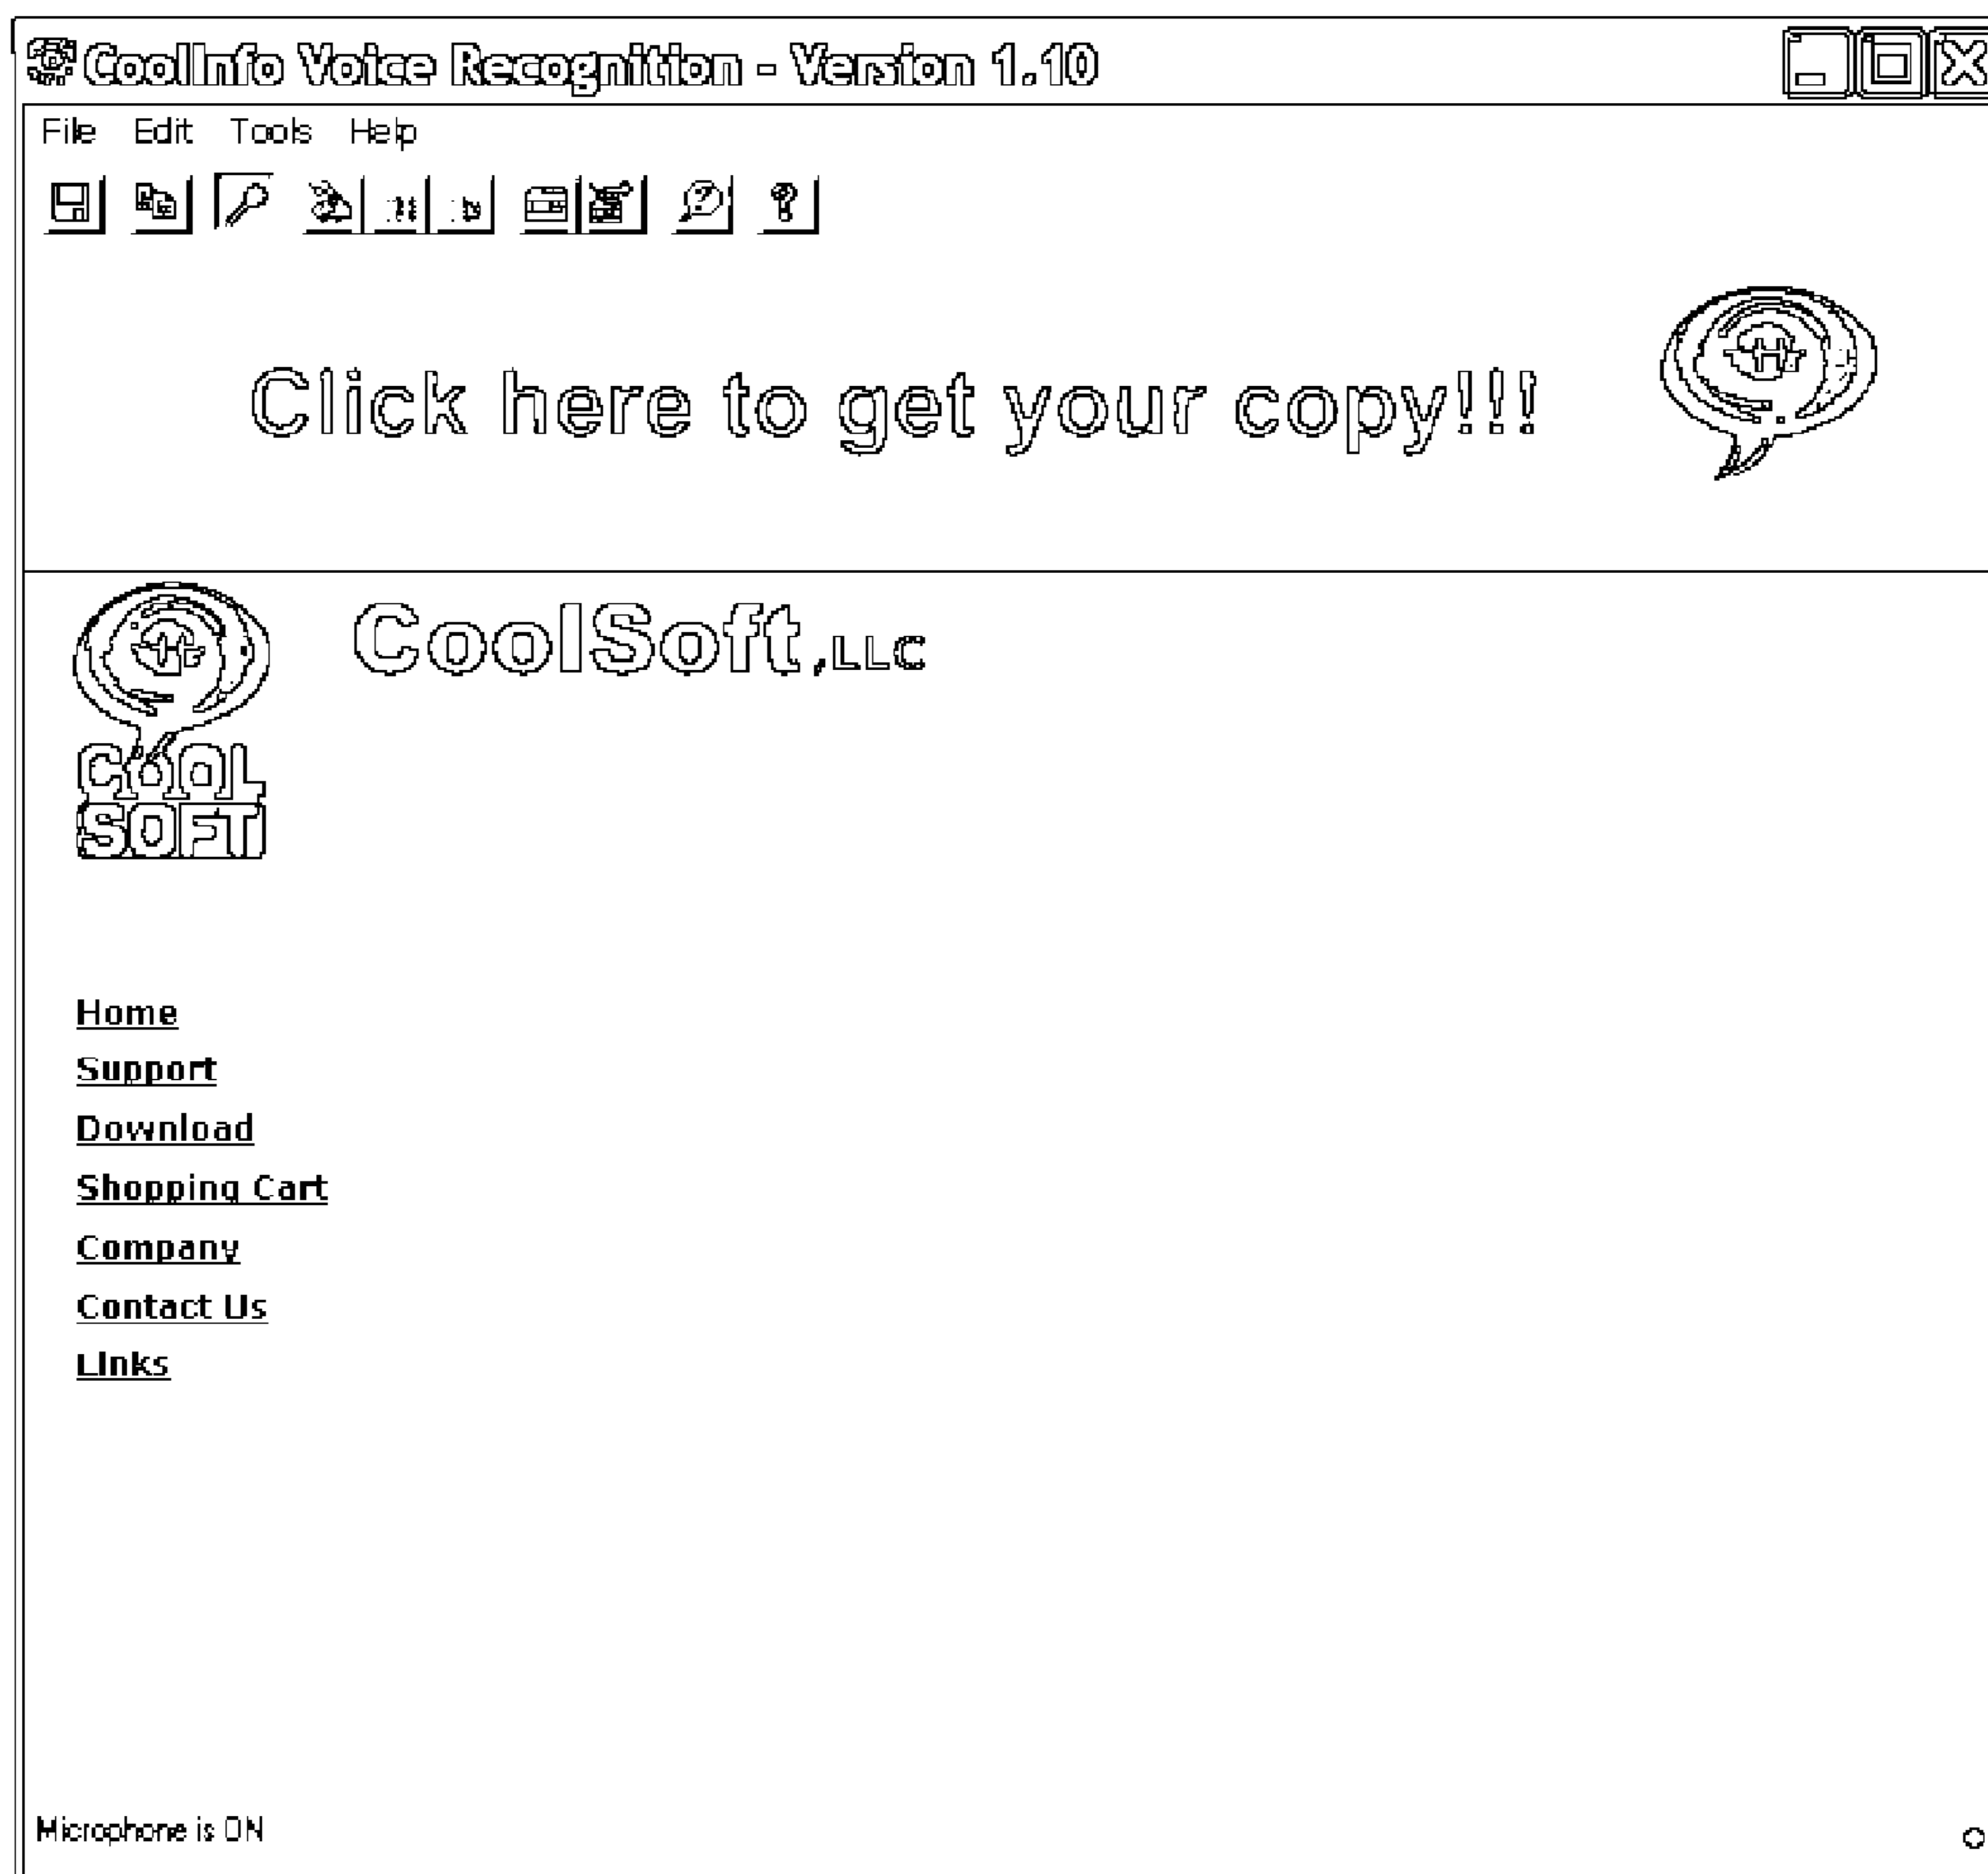 CoolInfo Voice Recognition - Version 1.10
File Edit Tools Help
Click here to get your copy!!!
CoolSoft,LLC
COOL
SOFT
Home
Support
Download
Shopping Cart
Company
Contact Us
Links
Microphone is ON